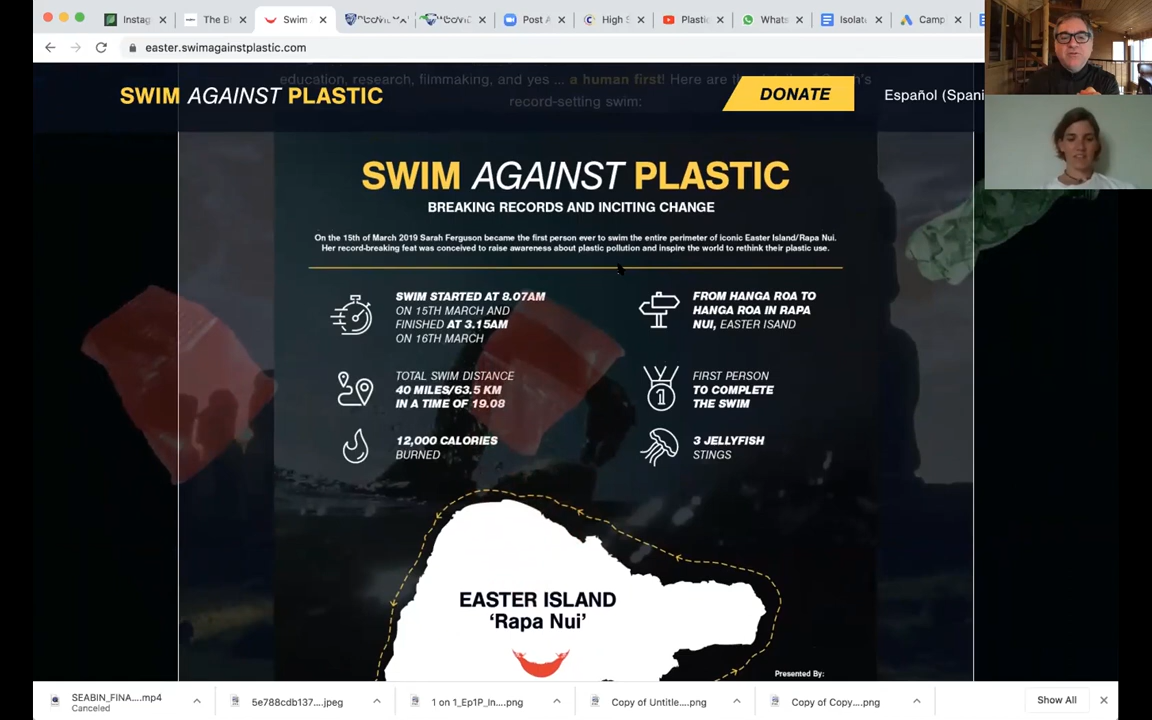 Instag
The B
Swim
Post A
High S
Plastic
Whats
Isolate
Camp
easter.swimagainstplastic.com
education, research, filmmaking, and yes ... a human first! Here are the
record-setting swim:
SWIM AGAINST PLASTIC
DONATE
Español (Spani
SWIM AGAINST PLASTIC
BREAKING RECORDS AND INCITING CHANGE
On the 15th of March 2019 Sarah Ferguson became the first person ever to swim the entire perimeter of iconic Easter Island/Rapa Nui.
Her record-breaking feat was conceived to raise awareness about plastic pollution and inspire the world to rethink their plastic use.
SWIM STARTED AT 8.07AM
ON 15TH MARCH AND
FINISHED AT 3.15AM
ON 16TH MARCH
FROM HANGA ROA TO
HANGA ROA IN RAPA
NUI, EASTER ISAND
TOTAL SWIM DISTANCE
40 MILES/63.5 KM
IN A TIME OF 19.08
1
FIRST PERSON
TO COMPLETE
THE SWIM
12,000 CALORIES
BURNED
3 JELLYFISH
STINGS
EASTER ISLAND
'Rapa Nui'
Presented By:
SEABIN_FINA....mp4
Canceled
5e788cdb137....jpeg
1 on 1_Ep1P_In....png
Copy of Untitle....png
Copy of Copy....png
Show All